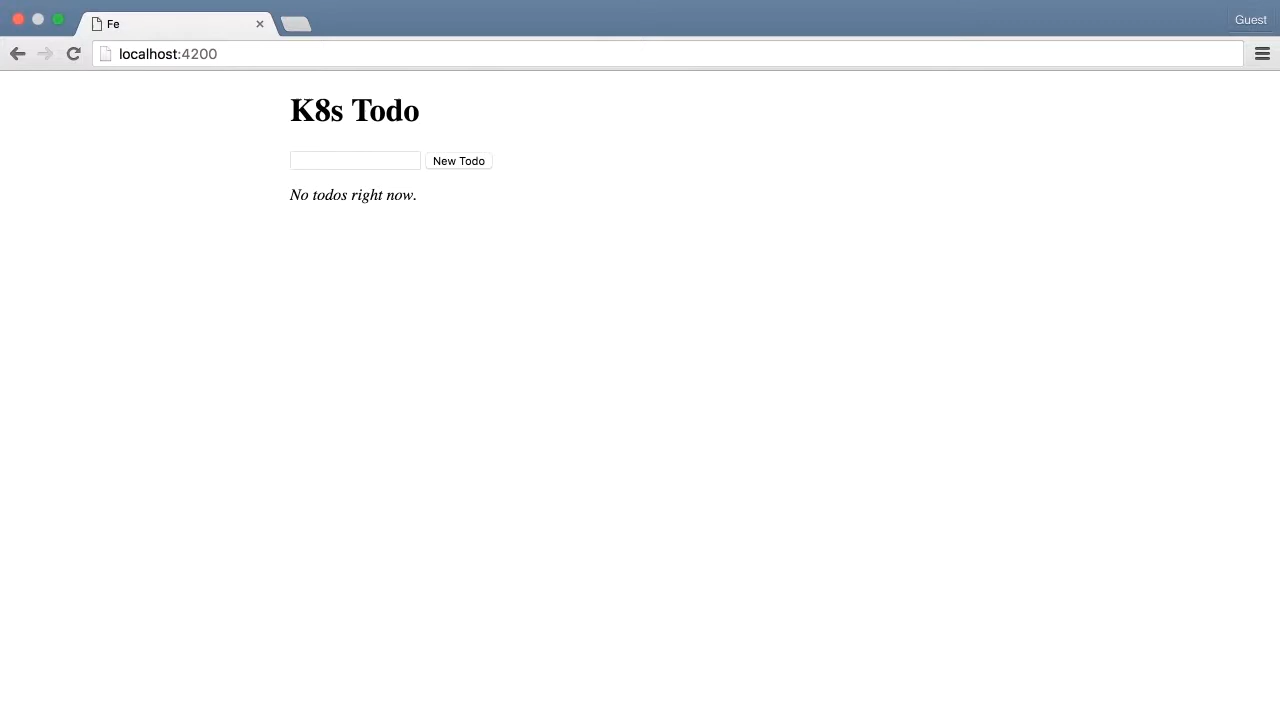 Fe
Guest
localhost:4200
K8s Todo
New Todo
No todos right now.